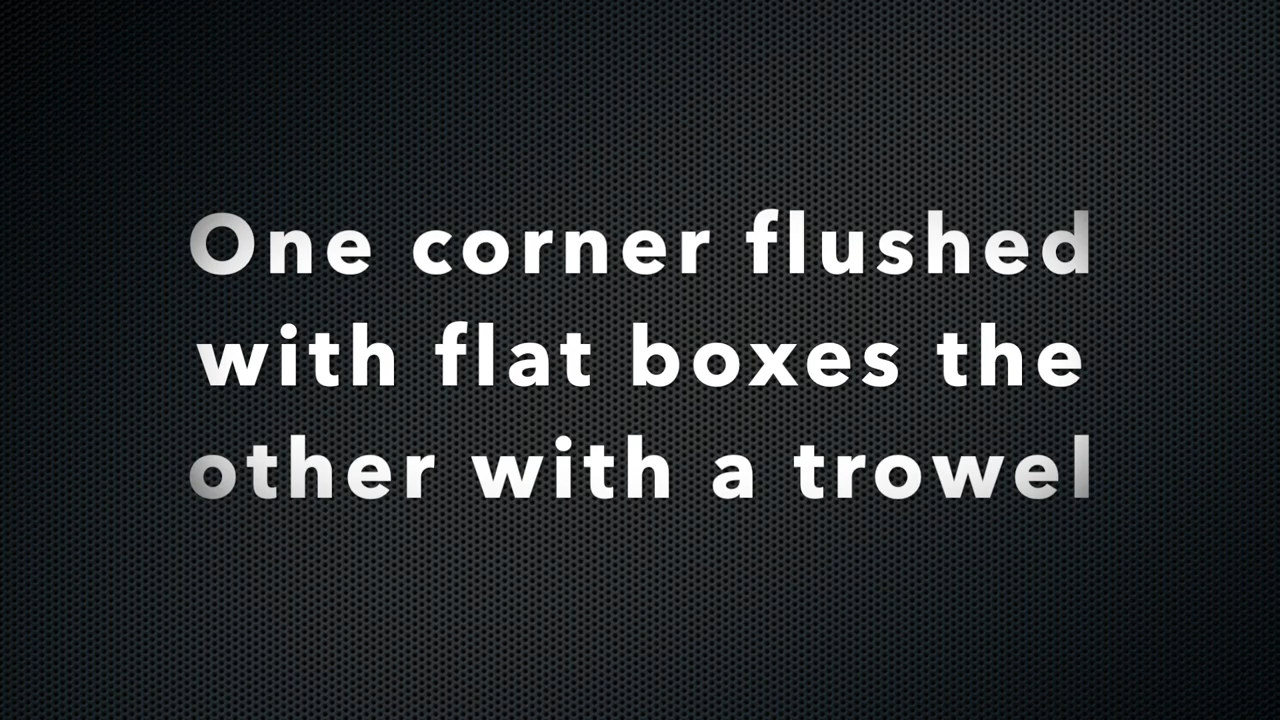 One corner flushed
with flat boxes the
other with a trowel